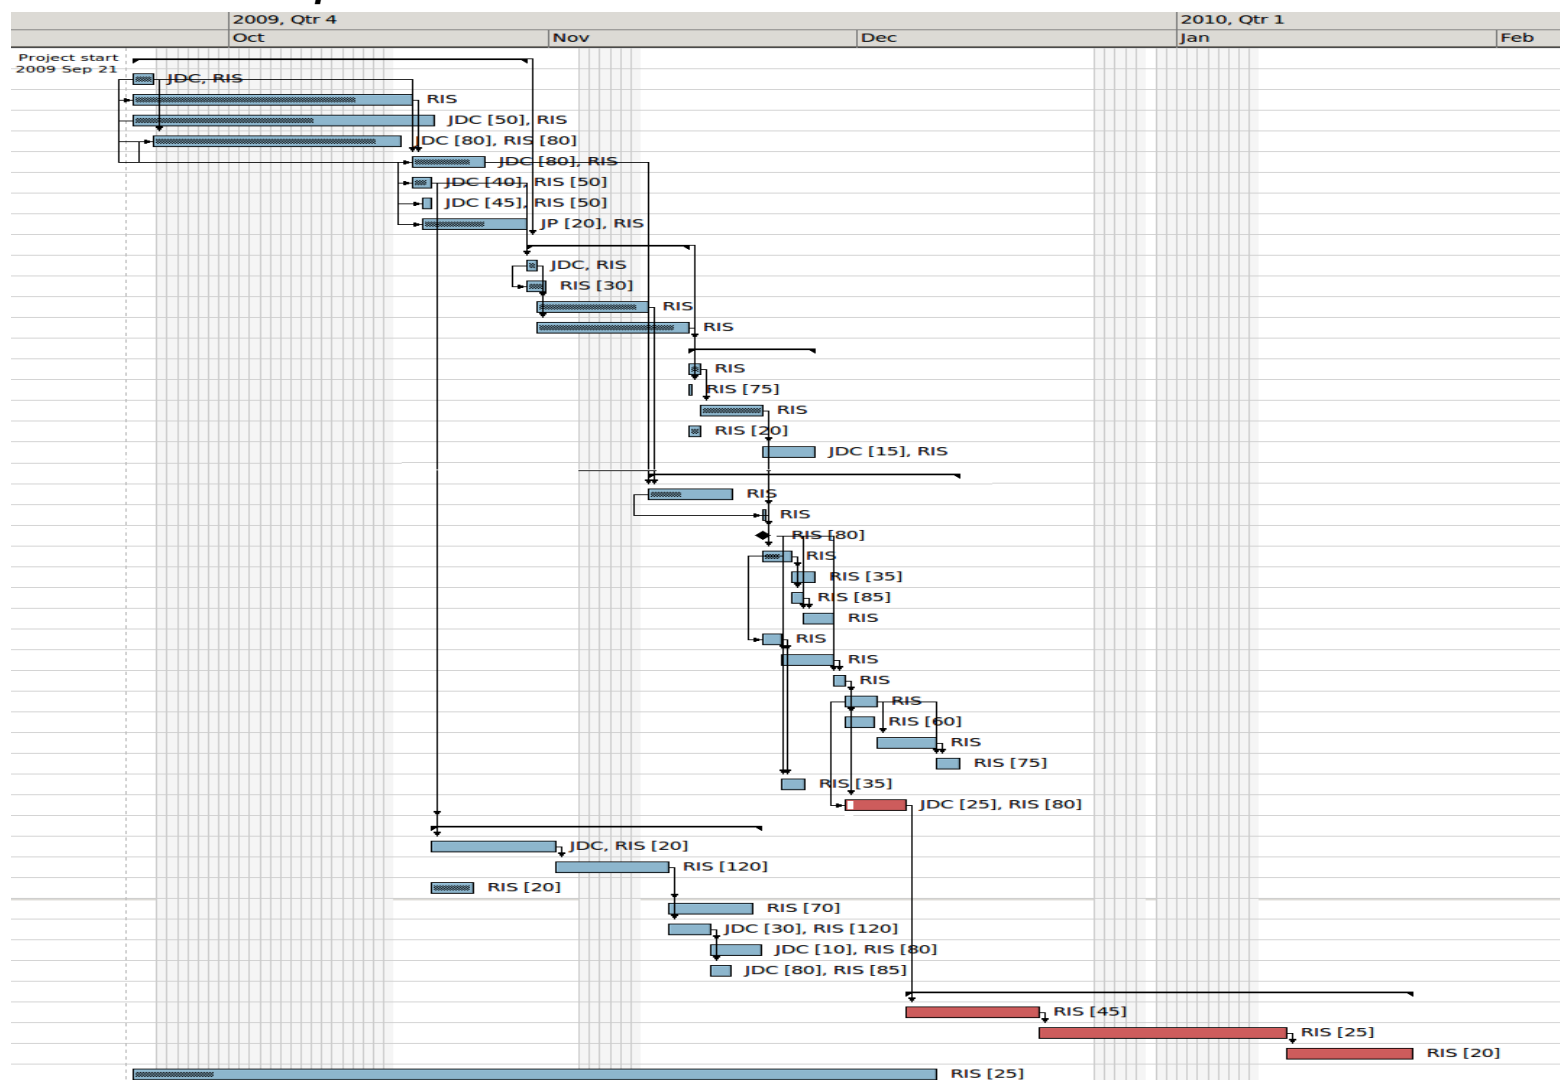 2009, Qtr 4 2010, Qtr 1
Oct Nov Dec Jan Feb
Project start
2009 Sep 21
JDC, RIS
RIS
JDC [50], RIS
JDC [80], RIS [80]
JDC [80], RIS
JDC [40], RIS [50]
JDC [45], RIS [50]
JP [20], RIS
JDC, RIS
RIS [30]
RIS
RIS
RIS
RIS [75]
RIS
RIS [20]
JDC [15], RIS
RIS
RIS
RIS [80]
RIS
RIS [35]
RIS [85]
RIS
RIS
RIS
RIS
RIS
RIS [60]
RIS
RIS [75]
RIS [35]
JDC [25], RIS [80]
JDC, RIS [20]
RIS [120]
RIS [20]
RIS [70]
JDC [30], RIS [120]
JDC [10], RIS [80]
JDC [80], RIS [85]
RIS [45]
RIS [25]
RIS [20]
RIS [25]